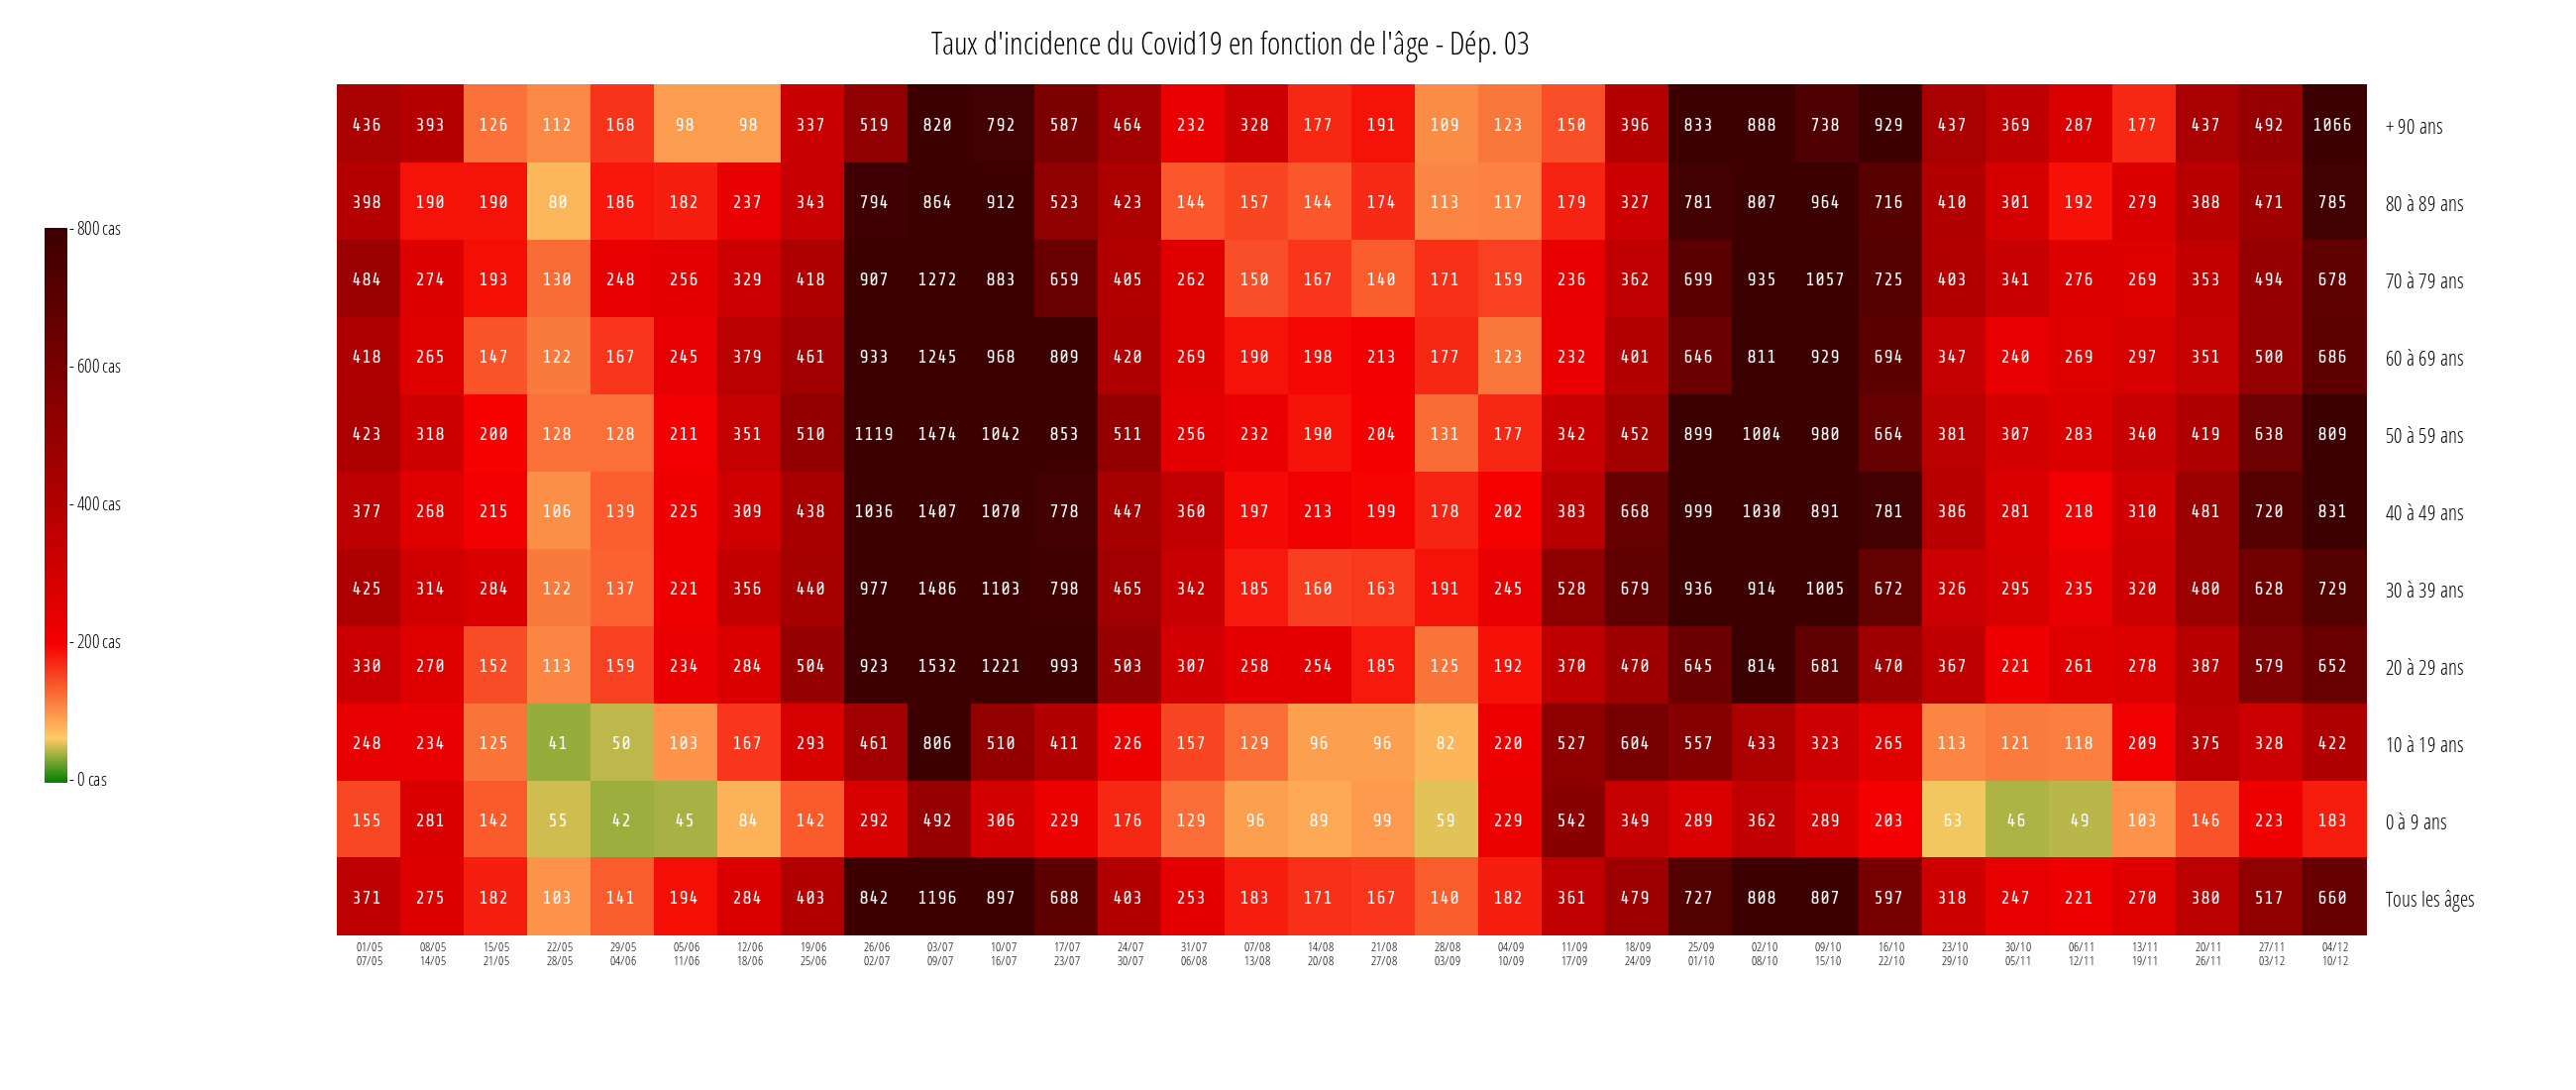 Taux d'incidence du Covid19 en fonction de l'âge - Dép. 03
- 800 cas
- 600 cas
- 400 cas
- 200 cas
- 0 cas
436 393 126 112 168 98 98 337 519 820 792 587 464 232 328 177 191 109 123 150 396 833 888 738 929 437 369 287 177 437 492 1066 + 90 ans
398 190 190 80 186 182 237 343 794 864 912 523 423 144 157 144 174 113 117 179 327 781 807 964 716 410 301 192 279 388 471 785 80 à 89 ans
484 274 193 130 248 256 329 418 907 1272 883 659 405 262 150 167 140 171 159 236 362 699 935 1057 725 403 341 276 269 353 494 678 70 à 79 ans
418 265 147 122 167 245 379 461 933 1245 968 809 420 269 190 198 213 177 123 232 401 646 811 929 694 347 240 269 297 351 500 686 60 à 69 ans
423 318 200 128 128 211 351 510 1119 1474 1042 853 511 256 232 190 204 131 177 342 452 899 1004 980 664 381 307 283 340 419 638 809 50 à 59 ans
377 268 215 106 139 225 309 438 1036 1407 1070 778 447 360 197 213 199 178 202 383 668 999 1030 891 781 386 281 218 310 481 720 831 40 à 49 ans
425 314 284 122 137 221 356 440 977 1486 1103 798 465 342 185 160 163 191 245 528 679 936 914 1005 672 326 295 235 320 480 628 729 30 à 39 ans
330 270 152 113 159 234 284 504 923 1532 1221 993 503 307 258 254 185 125 192 370 470 645 814 681 470 367 221 261 278 387 579 652 20 à 29 ans
248 234 125 41 50 103 167 293 461 806 510 411 226 157 129 96 96 82 220 527 604 557 433 323 265 113 121 118 209 375 328 422 10 à 19 ans
155 281 142 55 42 45 84 142 292 492 306 229 176 129 96 89 99 59 229 542 349 289 362 289 203 63 46 49 103 146 223 183 0 à 9 ans
371 275 182 103 141 194 284 403 842 1196 897 688 403 253 183 171 167 140 182 361 479 727 808 807 597 318 247 221 270 380 517 660 Tous les âges
01/05 08/05 15/05 22/05 29/05 05/06 12/06 19/06 26/06 03/07 10/07 17/07 24/07 31/07 07/08 14/08 21/08 28/08 04/09 11/09 18/09 25/09 02/10 09/10 16/10 23/10 30/10 06/11 13/11 20/11 27/11 04/12
07/05 14/05 21/05 28/05 04/06 11/06 18/06 25/06 02/07 09/07 16/07 23/07 30/07 06/08 13/08 20/08 27/08 03/09 10/09 17/09 24/09 01/10 08/10 15/10 22/10 29/10 05/11 12/11 19/11 26/11 03/12 10/12